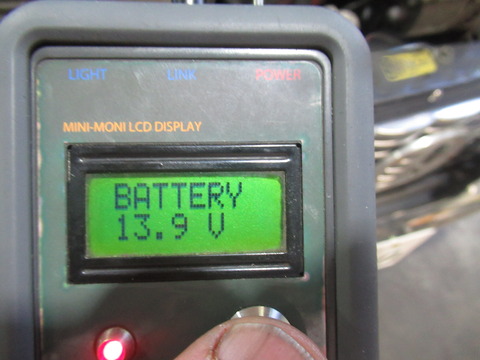 LIGHT LINK POWER
MINI-MONI LCD DISPLAY
BATTERY
13.9 V